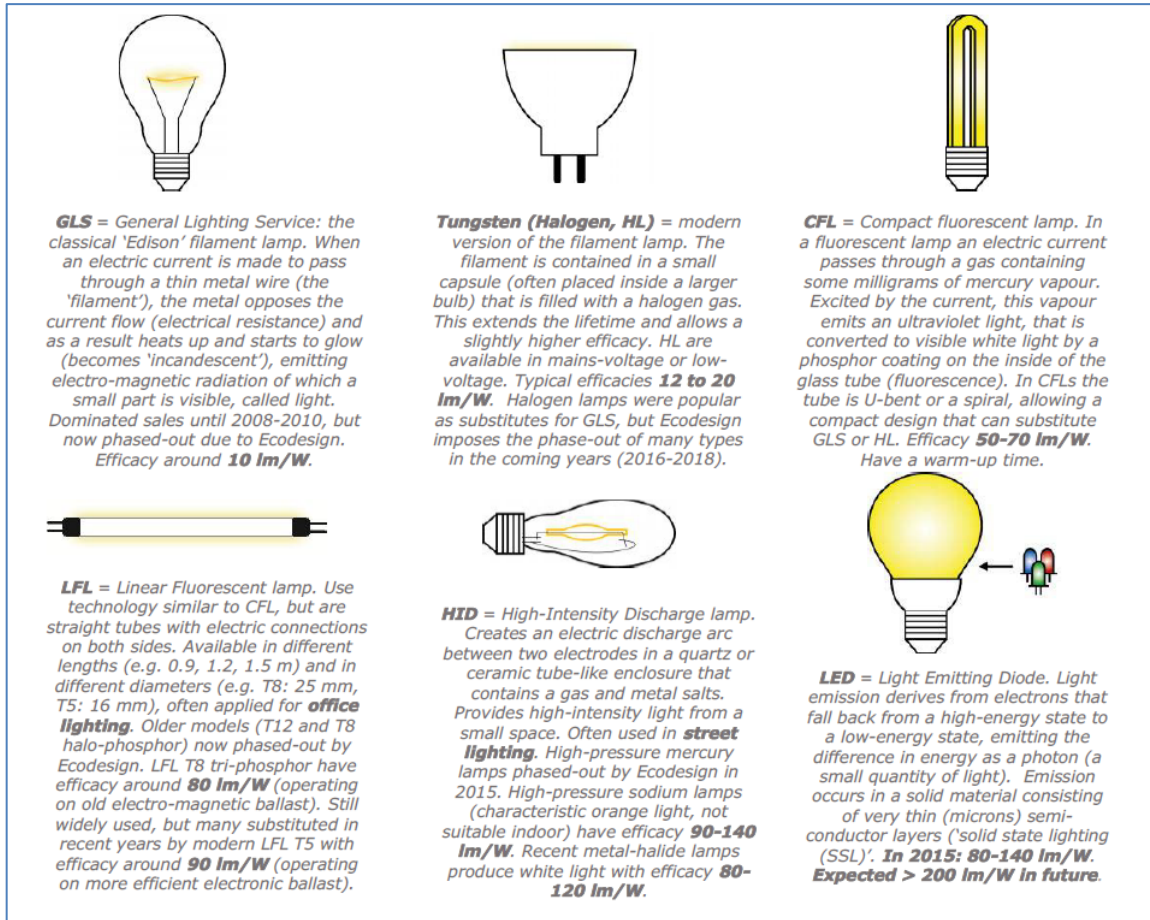 GLS = General Lighting Service: the
classical ‘Edison’ filament lamp. When
an electric current is made to pass
through a thin metal wire (the
‘filament’), the metal opposes the
current flow (electrical resistance) and
as a result heats up and starts to glow
(becomes ‘incandescent’), emitting
electro-magnetic radiation of which a
small part is visible, called light.
Dominated sales until 2008-2010, but
now phased-out due to Ecodesign.
Efficacy around 10 lm/W.
Tungsten (Halogen, HL) = modern
version of the filament lamp. The
filament is contained in a small
capsule (often placed inside a larger
bulb) that is filled with a halogen gas.
This extends the lifetime and allows a
slightly higher efficacy. HL are
available in mains-voltage or low-
voltage. Typical efficacies 12 to 20
lm/W. Halogen lamps were popular
as substitutes for GLS, but Ecodesign
imposes the phase-out of many types
in the coming years (2016-2018).
CFL = Compact fluorescent lamp. In
a fluorescent lamp an electric current
passes through a gas containing
some milligrams of mercury vapour.
Excited by the current, this vapour
emits an ultraviolet light, that is
converted to visible white light by a
phosphor coating on the inside of the
glass tube (fluorescence). In CFLs the
tube is U-bent or a spiral, allowing a
compact design that can substitute
GLS or HL. Efficacy 50-70 lm/W.
Have a warm-up time.
LFL = Linear Fluorescent lamp. Use
technology similar to CFL, but are
straight tubes with electric connections
on both sides. Available in different
lengths (e.g. 0.9, 1.2, 1.5 m) and in
different diameters (e.g. T8: 25 mm,
T5: 16 mm), often applied for office
lighting. Older models (T12 and T8
halo-phosphor) now phased-out by
Ecodesign. LFL T8 tri-phosphor have
efficacy around 80 lm/W (operating
on old electro-magnetic ballast). Still
widely used, but many substituted in
recent years by modern LFL T5 with
efficacy around 90 lm/W (operating
on more efficient electronic ballast).
HID = High-Intensity Discharge lamp.
Creates an electric discharge arc
between two electrodes in a quartz or
ceramic tube-like enclosure that
contains a gas and metal salts.
Provides high-intensity light from a
small space. Often used in street
lighting. High-pressure mercury
lamps phased-out by Ecodesign in
2015. High-pressure sodium lamps
(characteristic orange light, not
suitable indoor) have efficacy 90-140
lm/W. Recent metal-halide lamps
produce white light with efficacy 80-
120 lm/W.
LED = Light Emitting Diode. Light
emission derives from electrons that
fall back from a high-energy state to
a low-energy state, emitting the
difference in energy as a photon (a
small quantity of light). Emission
occurs in a solid material consisting
of very thin (microns) semi-
conductor layers (‘solid state lighting
(SSL)’. In 2015: 80-140 lm/W.
Expected > 200 lm/W in future.